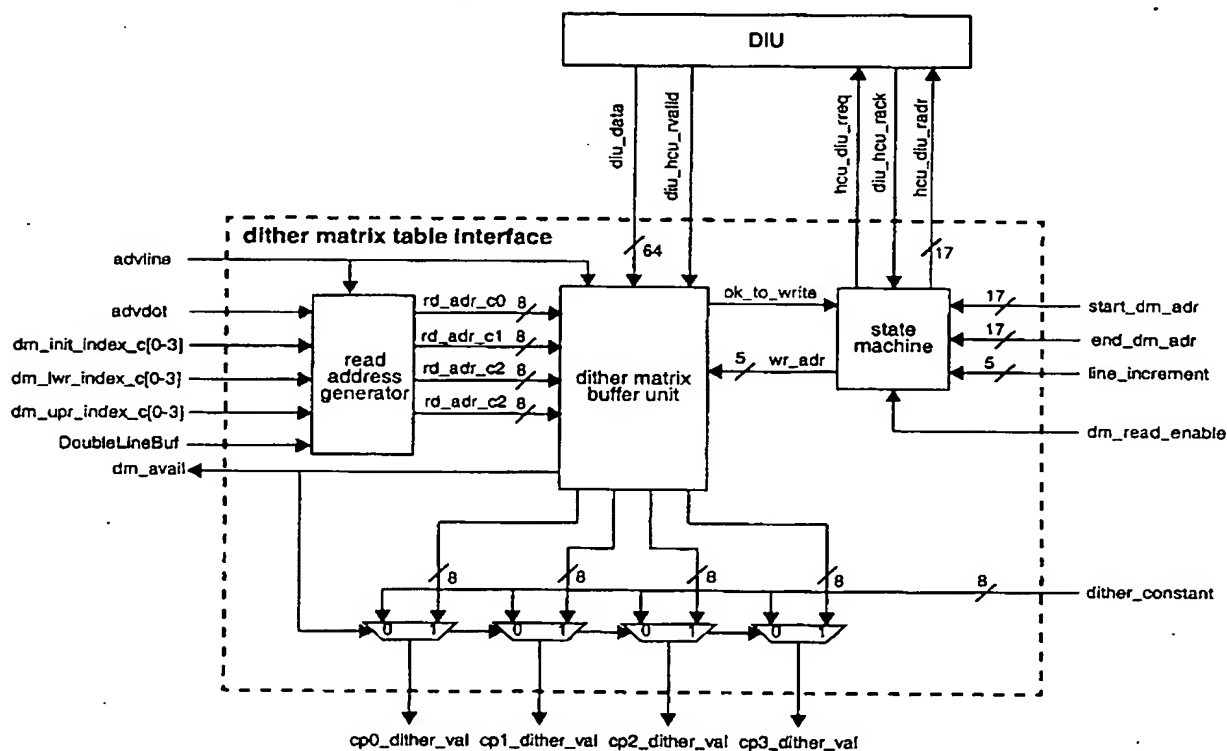 DIU
diu_data
diu_hcu_rvalid
hcu_diu_rreq
diu_hcu_rack
hcu_diu_radr
dither matrix table interface
64
17
advline
advdot
dm_init_index_c[0-3]
dm_lwr_index_c[0-3]
dm_upr_index_c[0-3]
DoubleLineBuf
dm_avail
read
address
generator
rd_adr_c0 8
rd_adr_c1 8
rd_adr_c2 8
rd_adr_c2 8
dither matrix
buffer unit
ok_to_write
5 wr_adr
state
machine
17 start_dm_adr
17 end_dm_adr
5 line_increment
dm_read_enable
8 8 8 8
8 dither_constant
0 1 0 1 0 1 0 1
cp0_dither_val cp1_dither_val cp2_dither_val cp3_dither_val